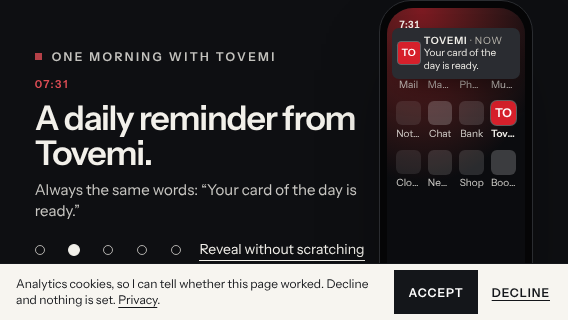 ONE MORNING WITH TOVEMI
07:31
A daily reminder from
Tovemi.
Always the same words: “Your card of the day is
ready.”
Reveal without scratching
7:31
TO
TOVEMI · NOW
Your card of the
day is ready.
Mail Ma… Ph… Mu…
TO
Not… Chat Bank Tov…
Clo… Ne… Shop Boo…
Analytics cookies, so I can tell whether this page worked. Decline
and nothing is set. Privacy.
ACCEPT
DECLINE